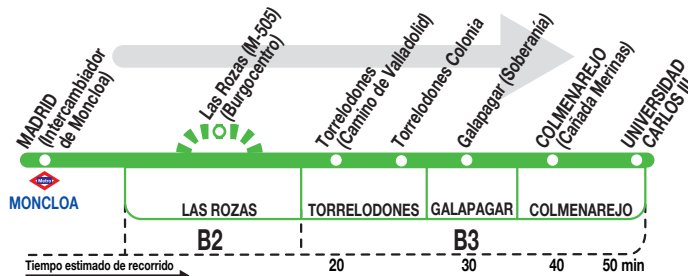 MADRID
(Intercambiador
de Moncloa)
Las Rozas (M-505)
(Burgocentro)
Torrelodones
(Camino de Valladolid)
Torrelodones Colonia
Galapagar (Soberanía)
COLMENAREJO
(Cañada Merinas)
UNIVERSIDAD
CARLOS III
Metro
MONCLOA
LAS ROZAS
TORRELODONES
GALAPAGAR
COLMENAREJO
B2
B3
Tiempo estimado de recorrido
20
30
40
50 min